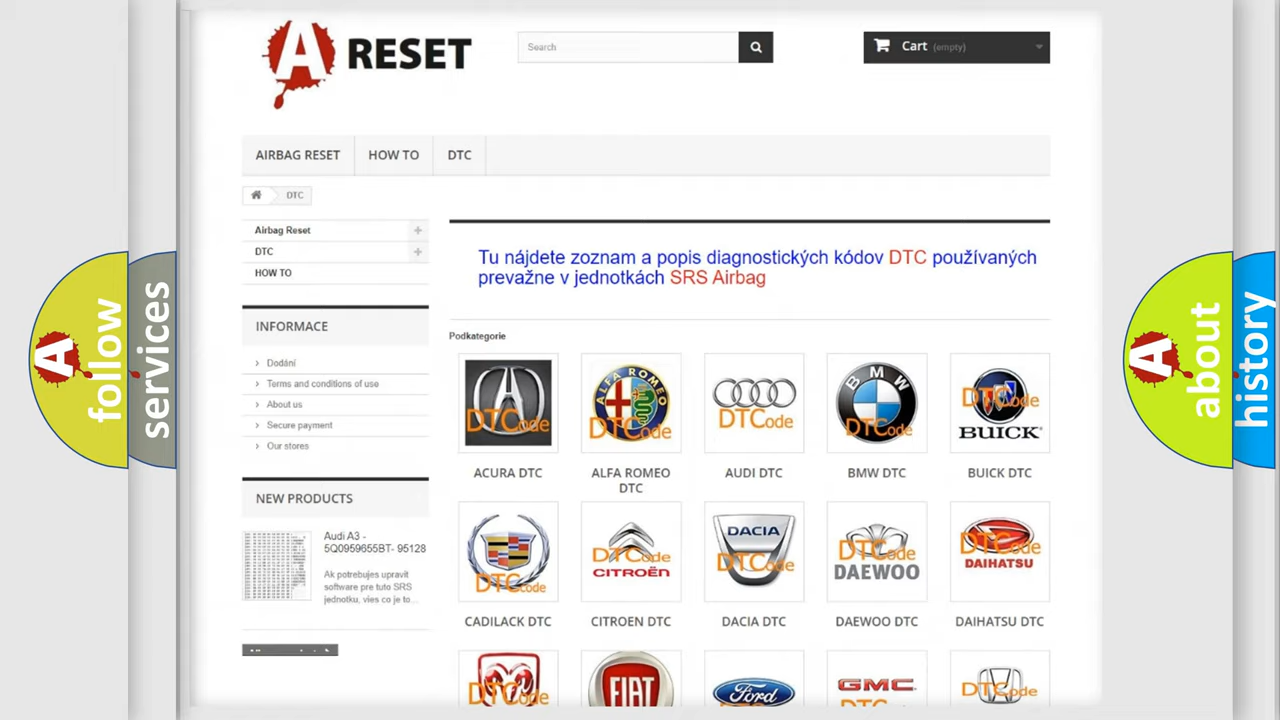 A RESET
Search
Cart (empty)
AIRBAG RESET
HOW TO
DTC
DTC
Airbag Reset
DTC
HOW TO
Tu nájdete zoznam a popis diagnostických kódov DTC používaných
prevažne v jednotkách SRS Airbag
INFORMACE
Dodání
Terms and conditions of use
About us
Secure payment
Our stores
NEW PRODUCTS
Audi A3 -
5Q0959655BT- 95128
Ak potrebujes upravit
software pre tuto SRS
jednotku, vies co je to...
Podkategorie
DTCode
ALFA ROMEO
DTCode
DTCode
BMW
DTCode
DTCode
BUICK
ACURA DTC
ALFA ROMEO
DTC
AUDI DTC
BMW DTC
BUICK DTC
DTCode
DTCode
CITROËN
DACIA
DTCode
DTCode
DAEWOO
DTCode
DAIHATSU
CADILACK DTC
CITROEN DTC
DACIA DTC
DAEWOO DTC
DAIHATSU DTC
DTCode
FIAT
Ford
GMC
DTCode
A follow
services
A about
history